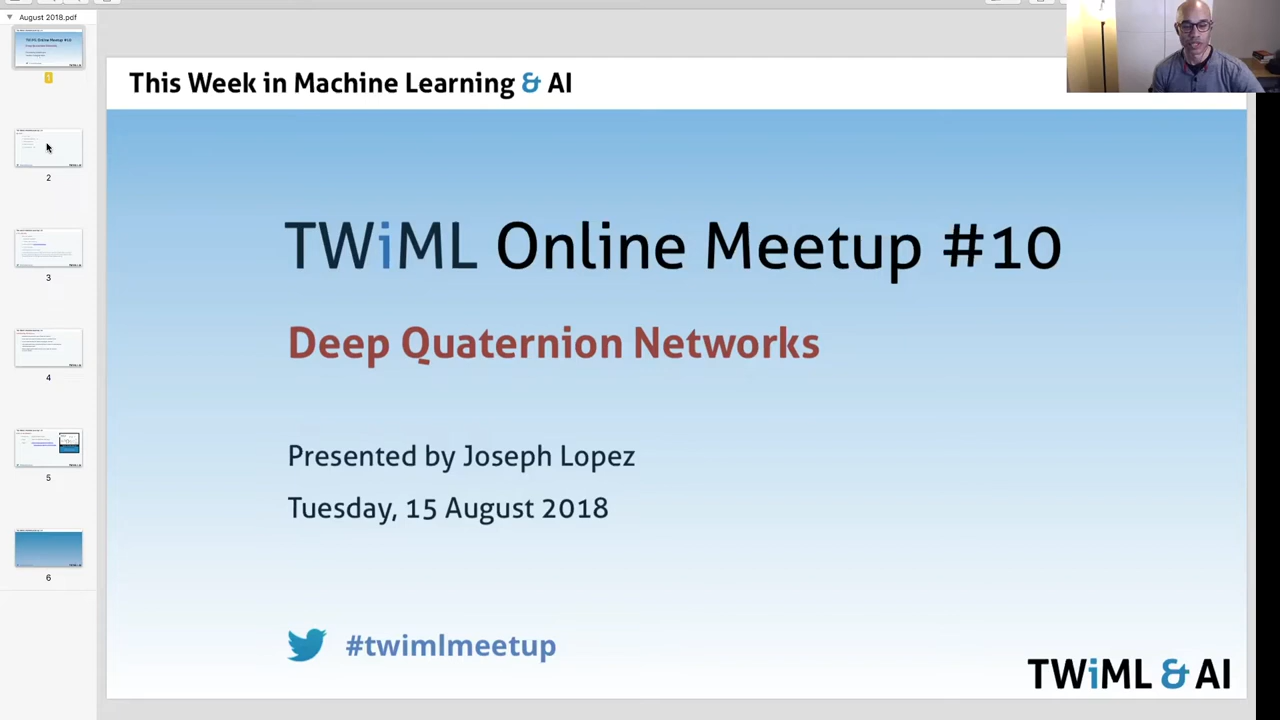 August 2018.pdf
1
2
3
4
5
6
This Week in Machine Learning & AI
TWiML Online Meetup #10
Deep Quaternion Networks
Presented by Joseph Lopez
Tuesday, 15 August 2018
#twimlmeetup
TWiML & AI